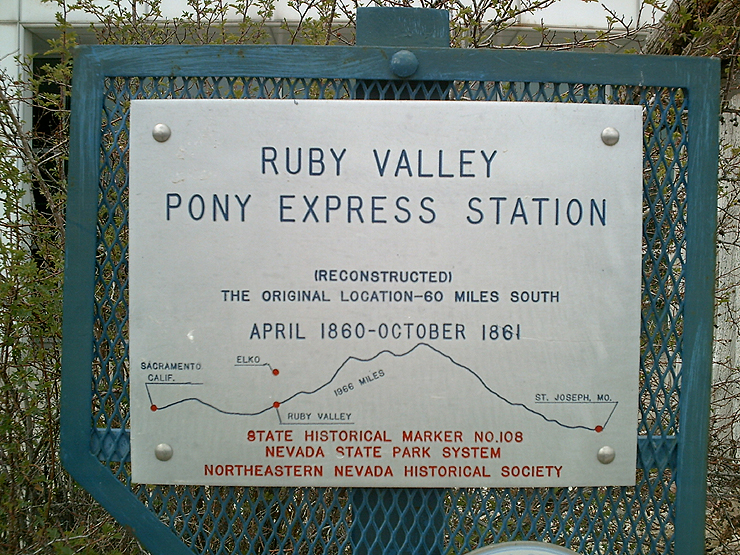 RUBY VALLEY
PONY EXPRESS STATION
(RECONSTRUCTED)
THE ORIGINAL LOCATION-60 MILES SOUTH
APRIL 1860-OCTOBER 1861
SACRAMENTO
CALIF.
ELKO
1966 MILES
RUBY VALLEY
ST. JOSEPH, MO.
STATE HISTORICAL MARKER NO.108
NEVADA STATE PARK SYSTEM
NORTHEASTERN NEVADA HISTORICAL SOCIETY